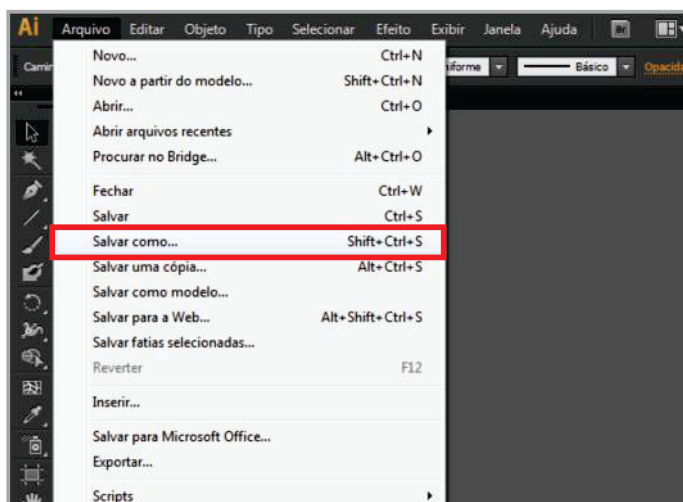 Ai Arquivo Editar Objeto Tipo Selecionar Efeito Exibir Janela Ajuda Br
Novo... Ctrl+N
Novo a partir do modelo... Shift+Ctrl+N
Abrir... Ctrl+O
Abrir arquivos recentes
Procurar no Bridge... Alt+Ctrl+O
Fechar Ctrl+W
Salvar Ctrl+S
Salvar como... Shift+Ctrl+S
Salvar uma cópia... Alt+Ctrl+S
Salvar como modelo...
Salvar para a Web... Alt+Shift+Ctrl+S
Salvar fatias selecionadas...
Reverter F12
Inserir...
Salvar para Microsoft Office...
Exportar...
Scripts
Camin
iforme Básico Opacida